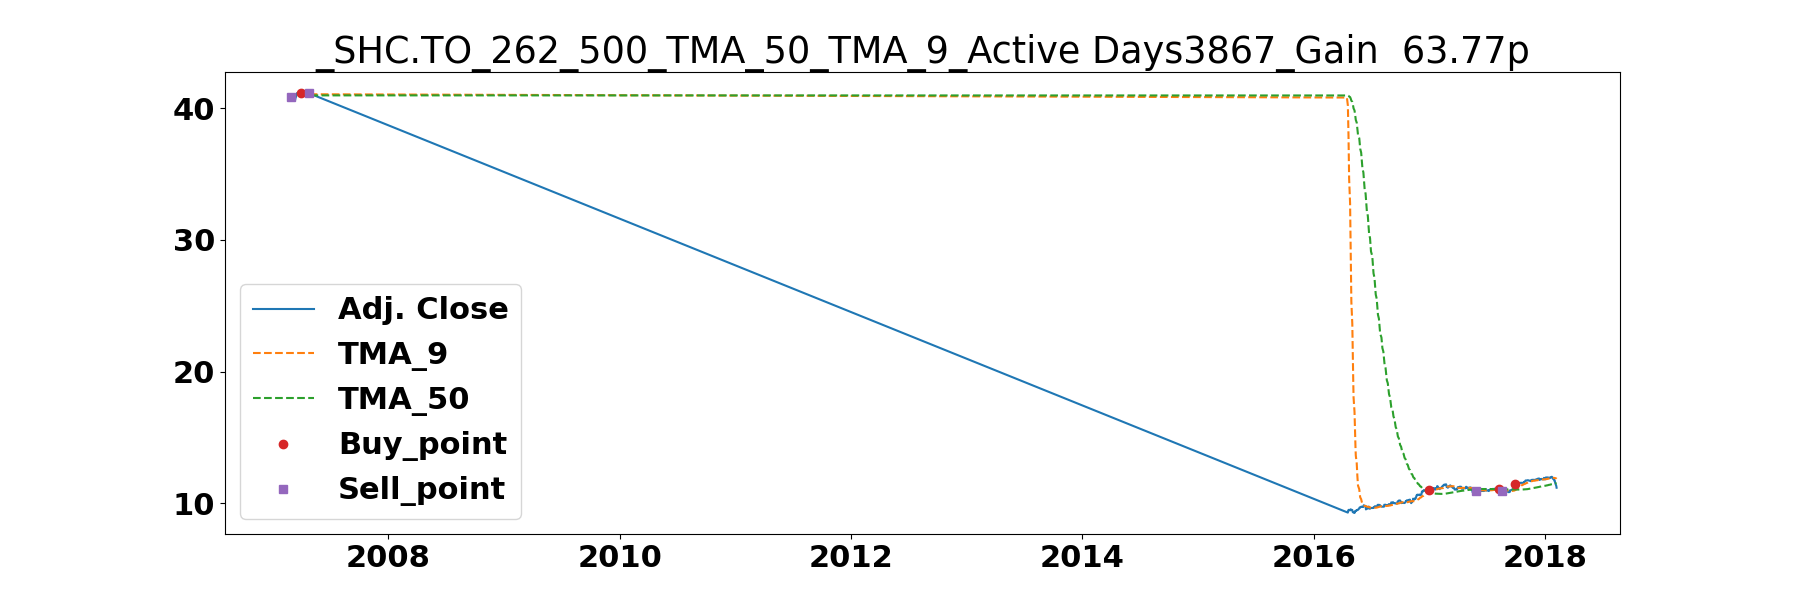 _SHC.TO_262_500_TMA_50_TMA_9_Active Days3867_Gain  63.77p
40
30
20
10
Adj. Close
TMA_9
TMA_50
Buy_point
Sell_point
2008 2010 2012 2014 2016 2018